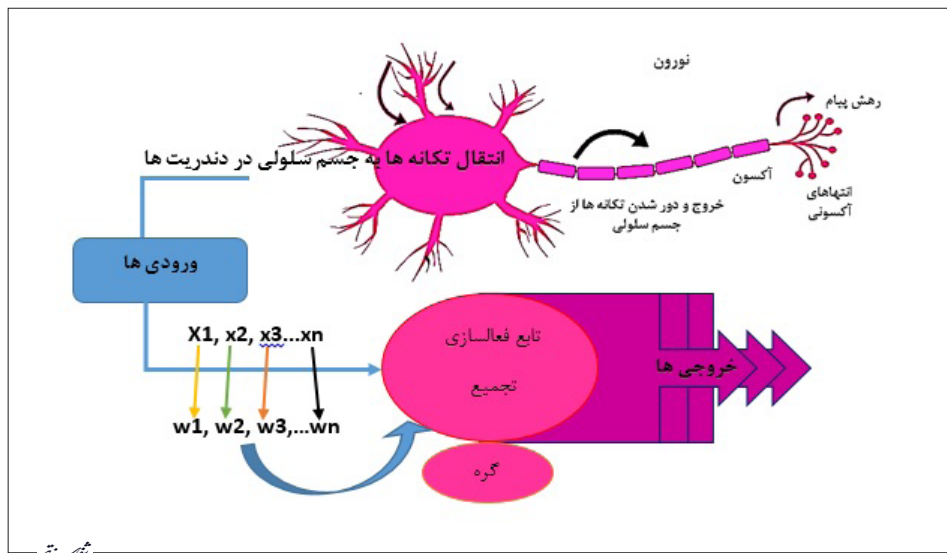 نورون
رهش پیام
انتقال تکانه ها به جسم سلولی در دندریت ها
آکسون
انتهاهای
آکسونی
خروج و دور شدن تکانه ها از
جسم سلولی
ورودی ها
X1, x2, x3...xn
w1, w2, w3,...wn
تابع فعالسازی
تجمیع
خروجی ها
گره